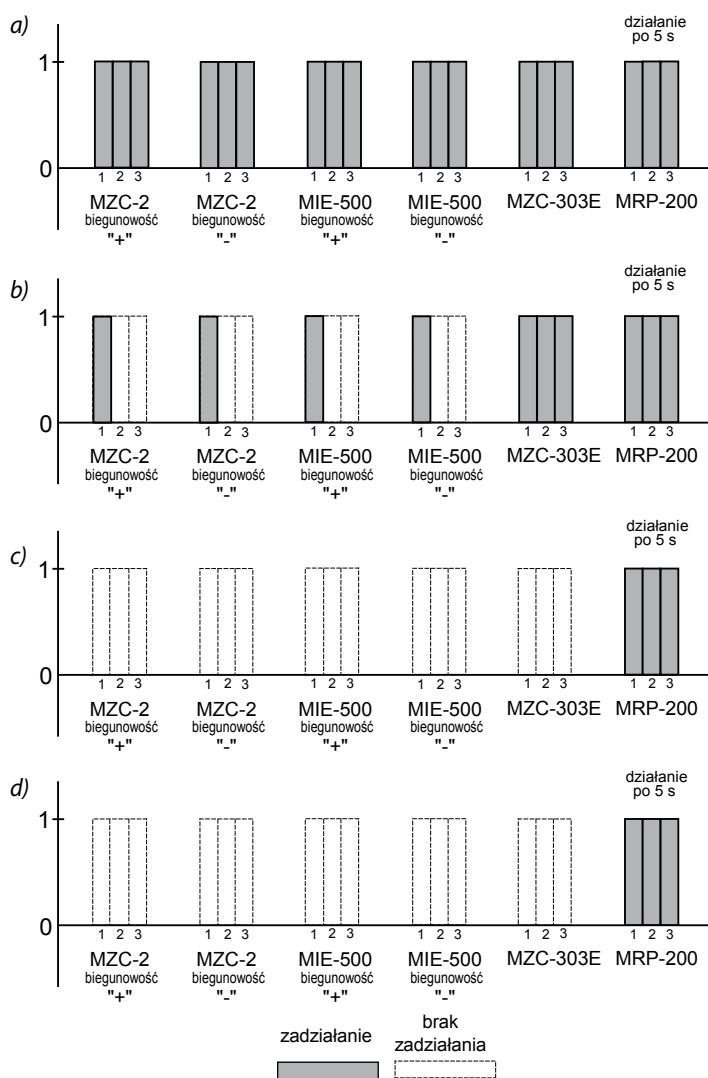 a)
działanie
po 5 s
1
0
1 2 3 1 2 3 1 2 3 1 2 3 1 2 3 1 2 3
MZC-2 MZC-2 MIE-500 MIE-500 MZC-303E MRP-200
biegunowość biegunowość biegunowość biegunowość
"+" "-" "+" "-"
b)
działanie
po 5 s
1
0
1 2 3 1 2 3 1 2 3 1 2 3 1 2 3 1 2 3
MZC-2 MZC-2 MIE-500 MIE-500 MZC-303E MRP-200
biegunowość biegunowość biegunowość biegunowość
"+" "-" "+" "-"
c)
działanie
po 5 s
1
0
1 2 3 1 2 3 1 2 3 1 2 3 1 2 3 1 2 3
MZC-2 MZC-2 MIE-500 MIE-500 MZC-303E MRP-200
biegunowość biegunowość biegunowość biegunowość
"+" "-" "+" "-"
d)
działanie
po 5 s
1
0
1 2 3 1 2 3 1 2 3 1 2 3 1 2 3 1 2 3
MZC-2 MZC-2 MIE-500 MIE-500 MZC-303E MRP-200
biegunowość biegunowość biegunowość biegunowość
"+" "-" "+" "-"
zadziałanie
brak
zadziałania